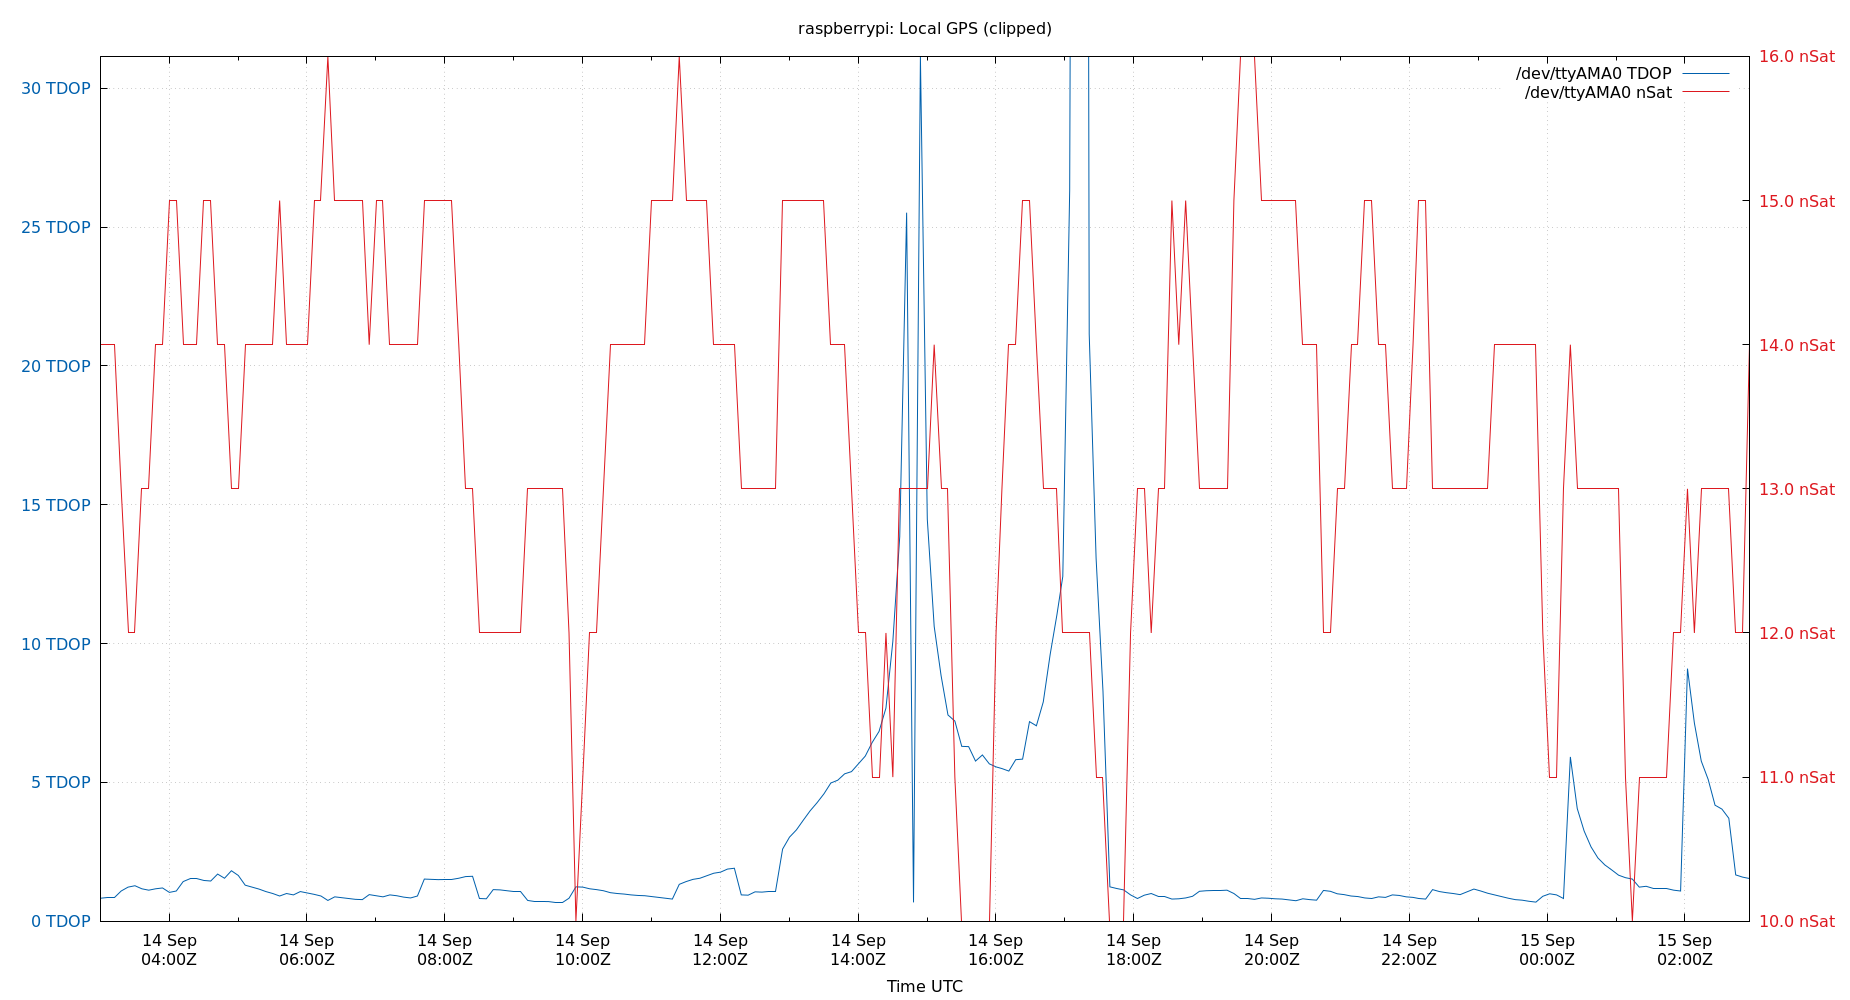 raspberrypi: Local GPS (clipped)
/dev/ttyAMA0 TDOP
/dev/ttyAMA0 nSat
30 TDOP
25 TDOP
20 TDOP
15 TDOP
10 TDOP
5 TDOP
0 TDOP
16.0 nSat
15.0 nSat
14.0 nSat
13.0 nSat
12.0 nSat
11.0 nSat
10.0 nSat
14 Sep
04:00Z
14 Sep
06:00Z
14 Sep
08:00Z
14 Sep
10:00Z
14 Sep
12:00Z
14 Sep
14:00Z
14 Sep
16:00Z
14 Sep
18:00Z
14 Sep
20:00Z
14 Sep
22:00Z
15 Sep
00:00Z
15 Sep
02:00Z
Time UTC